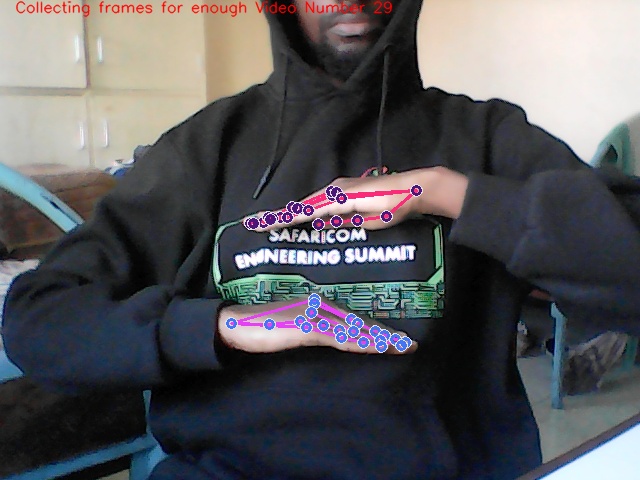 Collecting frames for enough Video Number 29
SAFARICOM
ENGINEERING SUMMIT